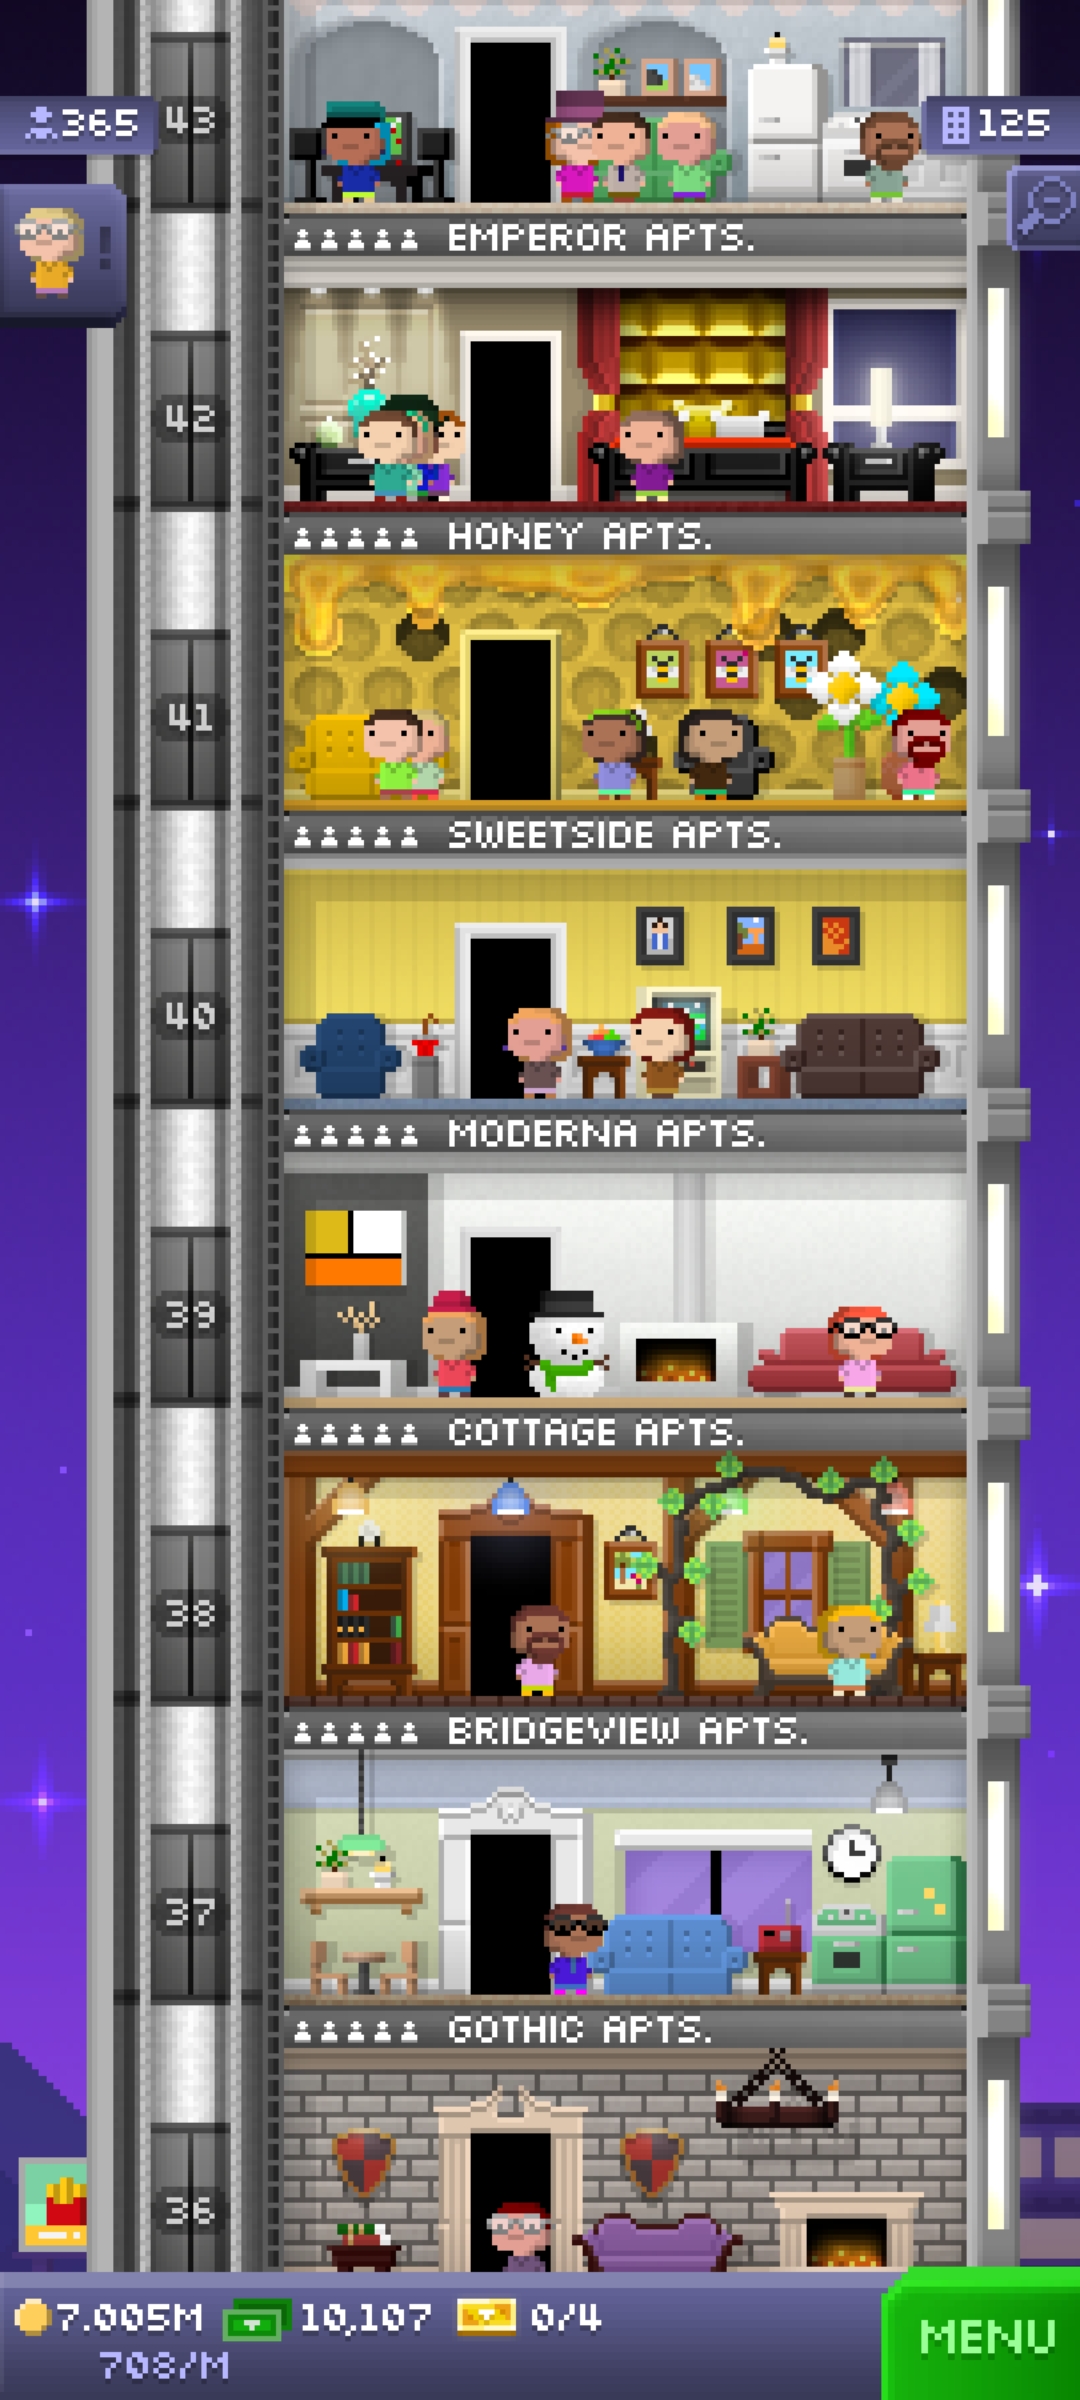 43
365
125
EMPEROR APTS.
42
HONEY APTS.
41
SWEETSIDE APTS.
40
MODERNA APTS.
39
COTTAGE APTS.
38
BRIDGEVIEW APTS.
37
GOTHIC APTS.
36
7.005M 10,107 0/4
708/M
MENU